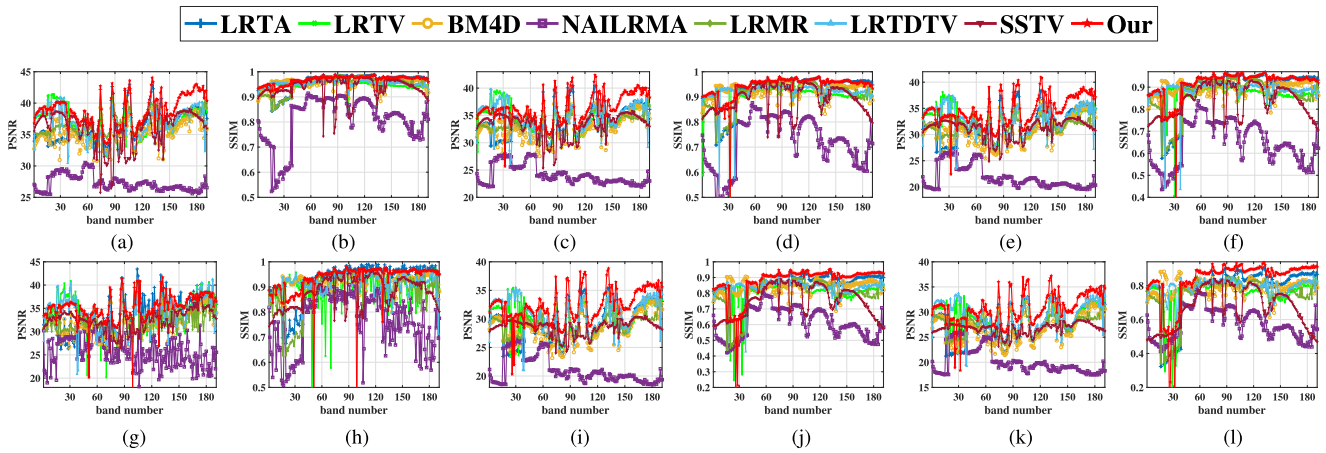 LRTA LRTV BM4D NAILRMA LRMR LRTDTV SSTV Our
PSNR 45 40 35 30 25 30 60 90 120 150 180 band number
SSIM 1 0.9 0.8 0.7 0.6 0.5 30 60 90 120 150 180 band number
PSNR 40 35 30 25 20 30 60 90 120 150 180 band number
SSIM 1 0.9 0.8 0.7 0.6 0.5 30 60 90 120 150 180 band number
PSNR 40 35 30 25 20 30 60 90 120 150 180 band number
SSIM 0.9 0.8 0.7 0.6 0.5 0.4 30 60 90 120 150 180 band number
(a) (b) (c) (d) (e) (f)
PSNR 45 40 35 30 25 20 30 60 90 120 150 180 band number
SSIM 1 0.9 0.8 0.7 0.6 0.5 30 60 90 120 150 180 band number
PSNR 40 35 30 25 20 30 60 90 120 150 180 band number
SSIM 1 0.9 0.8 0.7 0.6 0.5 0.4 0.3 0.2 30 60 90 120 150 180 band number
PSNR 40 35 30 25 20 15 30 60 90 120 150 180 band number
SSIM 0.8 0.6 0.4 0.2 30 60 90 120 150 180 band number
(g) (h) (i) (j) (k) (l)